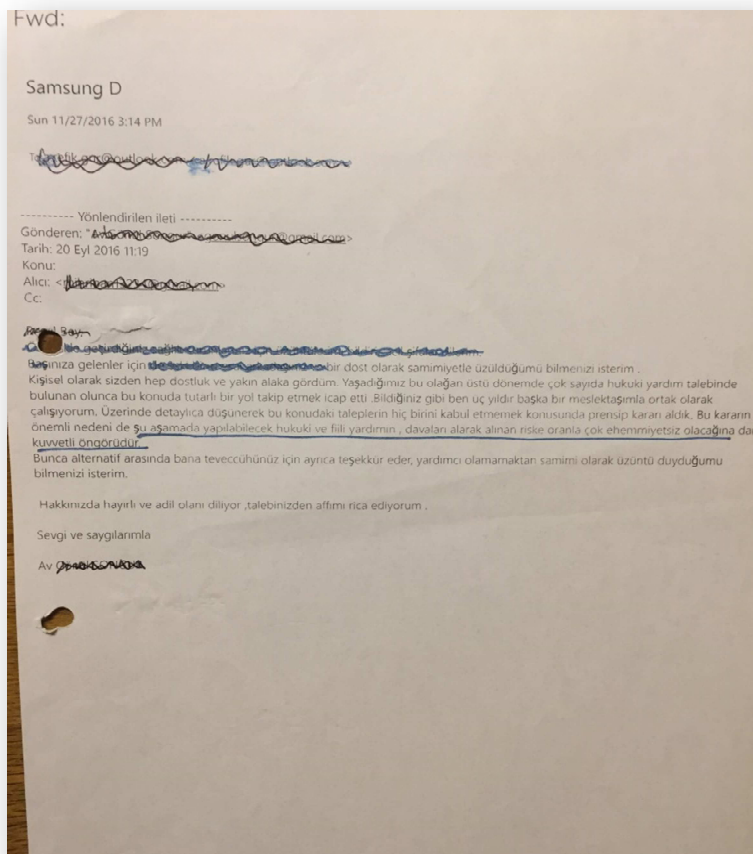 Fwd:
Samsung D
Sun 11/27/2016 3:14 PM
---------- Yönlendirilen ileti ----------
Gönderen:
Tarih: 20 Eyl 2016 11:19
Konu:
Alıcı: <
Cc:
Başınıza gelenler için bir dost olarak samimiyetle üzüldüğümü bilmenizi isterim .
Kişisel olarak sizden hep dostluk ve yakın alaka gördüm. Yaşadığımız bu olağan üstü dönemde çok sayıda hukuki yardım talebinde
bulunan olunca bu konuda tutarlı bir yol takip etmek icap etti .Bildiğiniz gibi ben üç yıldır başka bir meslektaşımla ortak olarak
çalışıyorum. Üzerinde detaylıca düşünerek bu konudaki taleplerin hiç birini kabul etmemek konusunda prensip kararı aldık. Bu kararın
önemli nedeni de şu aşamada yapılabilecek hukuki ve fiili yardımın , davaları alarak alınan riske oranla çok ehemmiyetsiz olacağına
kuvvetli öngörüdür.
Bunca alternatif arasında bana teveccühünüz için ayrıca teşekkür eder, yardımcı olamamaktan samimi olarak üzüntü duyduğumu
bilmenizi isterim.
Hakkınızda hayırlı ve adil olanı diliyor ,talebinizden affımı rica ediyorum .
Sevgi ve saygılarımla
Av